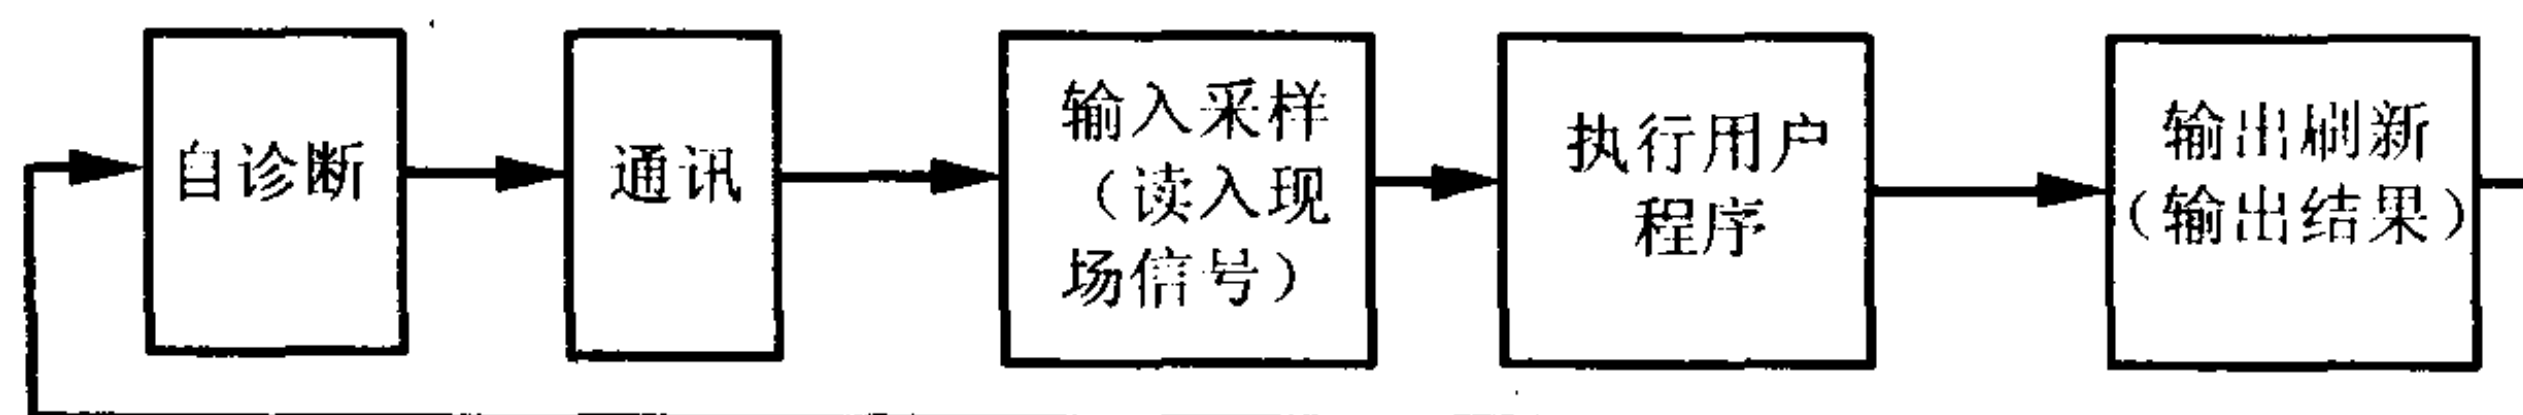 自诊断
通讯
输入采样
（读入现
场信号）
执行用户
程序
输出刷新
（输出结果）